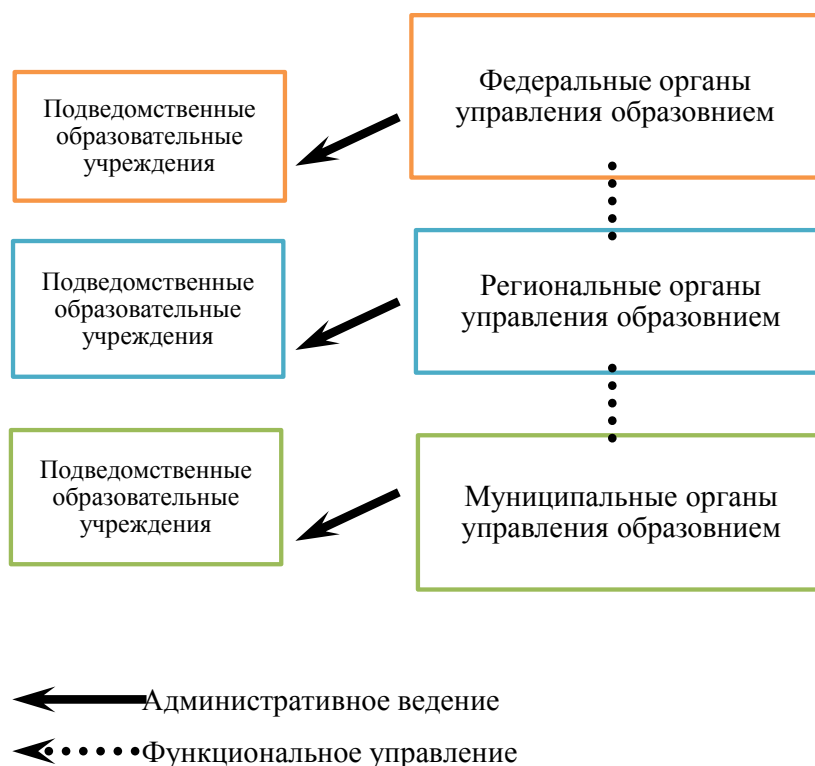 Федеральные органы
управления образовнием
Подведомственные
образовательные
учреждения
Региональные органы
управления образовнием
Подведомственные
образовательные
учреждения
Муниципальные органы
управления образовнием
Подведомственные
образовательные
учреждения
Административное ведение
Функциональное управление